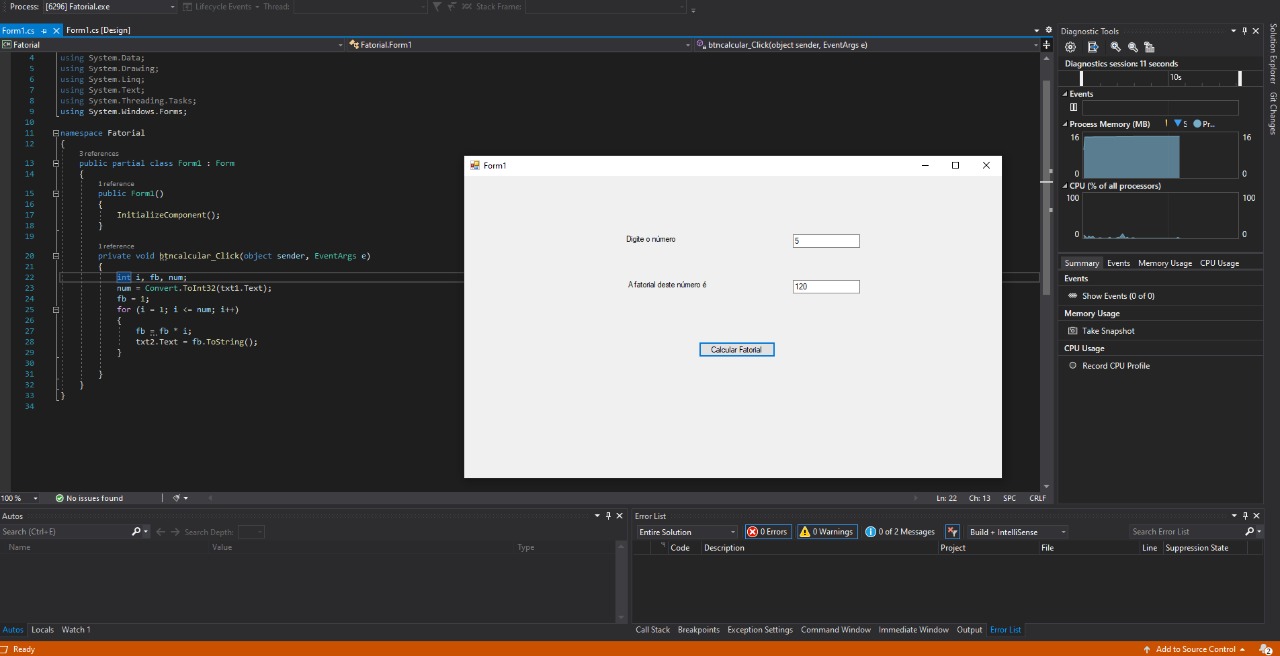 Process: [6296] Fatorial.exe Lifecycle Events Thread: Stack Frame:
Form1.cs Form1.cs [Design]
Fatorial Fatorial.Form1 btncalcular_Click(object sender, EventArgs e)
4 using System.Data;
5 using System.Drawing;
6 using System.Linq;
7 using System.Text;
8 using System.Threading.Tasks;
9 using System.Windows.Forms;
10
11 namespace Fatorial
12 {
3 references
13 public partial class Form1 : Form
14 {
1 reference
15 public Form1()
16 {
17 InitializeComponent();
18 }
19
1 reference
20 private void btncalcular_Click(object sender, EventArgs e)
21 {
22 int i, fb, num;
23 num = Convert.ToInt32(txt1.Text);
24 fb = 1;
25 for (i = 1; i <= num; i++)
26 {
27 fb = fb * i;
28 txt2.Text = fb.ToString();
29 }
30
31 }
32 }
33 }
34
Form1
Digite o número 5
A fatorial deste número é 120
Calcular Fatorial
Diagnostic Tools
Diagnostics session: 11 seconds
10s
Events
Process Memory (MB) S Pr...
16 16
0 0
CPU (% of all processors)
100 100
0 0
Summary Events Memory Usage CPU Usage
Events
Show Events (0 of 0)
Memory Usage
Take Snapshot
CPU Usage
Record CPU Profile
Solution Explorer
Git Changes
100 % No issues found Ln: 22 Ch: 13 SPC CRLF
Autos
Search (Ctrl+E) Search Depth:
Name Value Type
Autos Locals Watch 1
Error List
Entire Solution 0 Errors 0 Warnings 0 of 2 Messages Build + IntelliSense Search Error List
Code Description Project File Line Suppression State
Call Stack Breakpoints Exception Settings Command Window Immediate Window Output Error List
Ready Add to Source Control 2